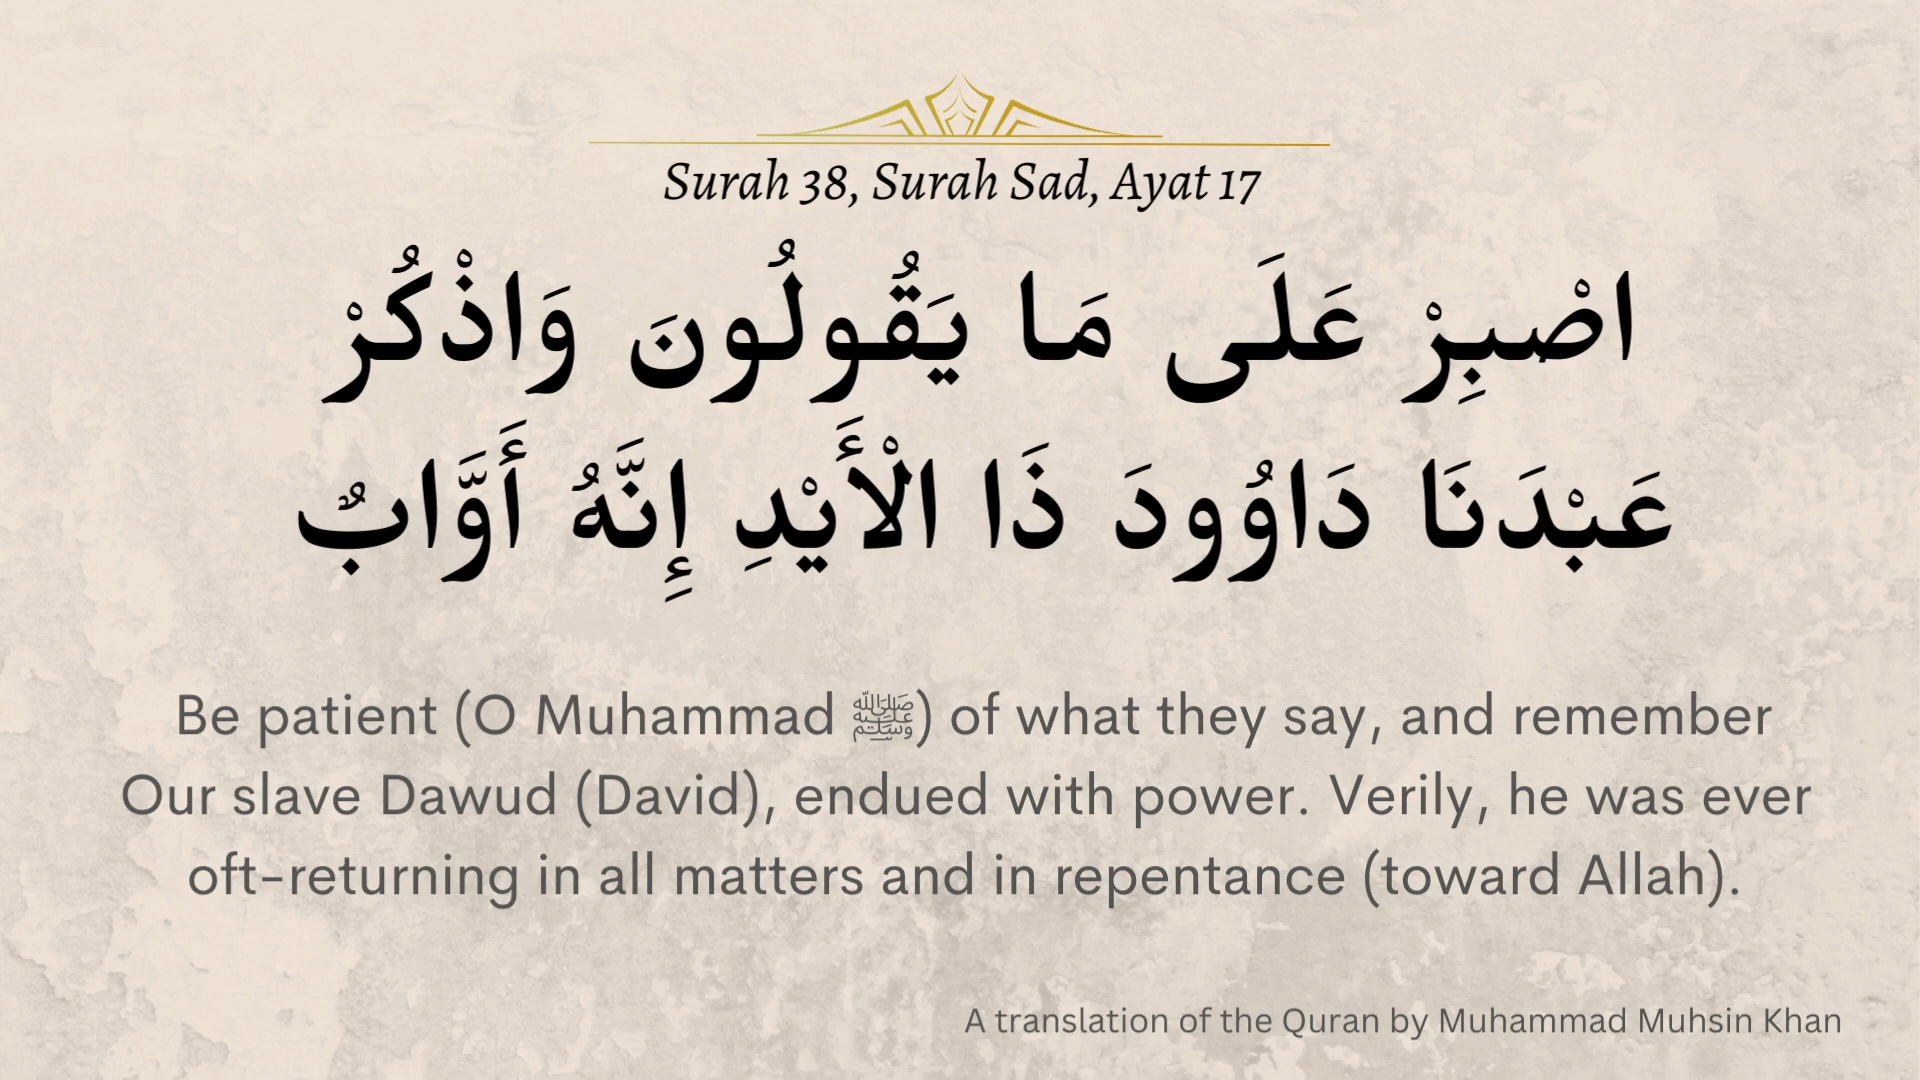 Surah 38, Surah Sad, Ayat 17
اصْبِرْ عَلَى مَا يَقُولُونَ وَاذْكُرْ
عَبْدَنَا دَاوُودَ ذَا الْأَيْدِ إِنَّهُ أَوَّابٌ
Be patient (O Muhammad ﷺ) of what they say, and remember
Our slave Dawud (David), endued with power. Verily, he was ever
oft-returning in all matters and in repentance (toward Allah).
A translation of the Quran by Muhammad Muhsin Khan